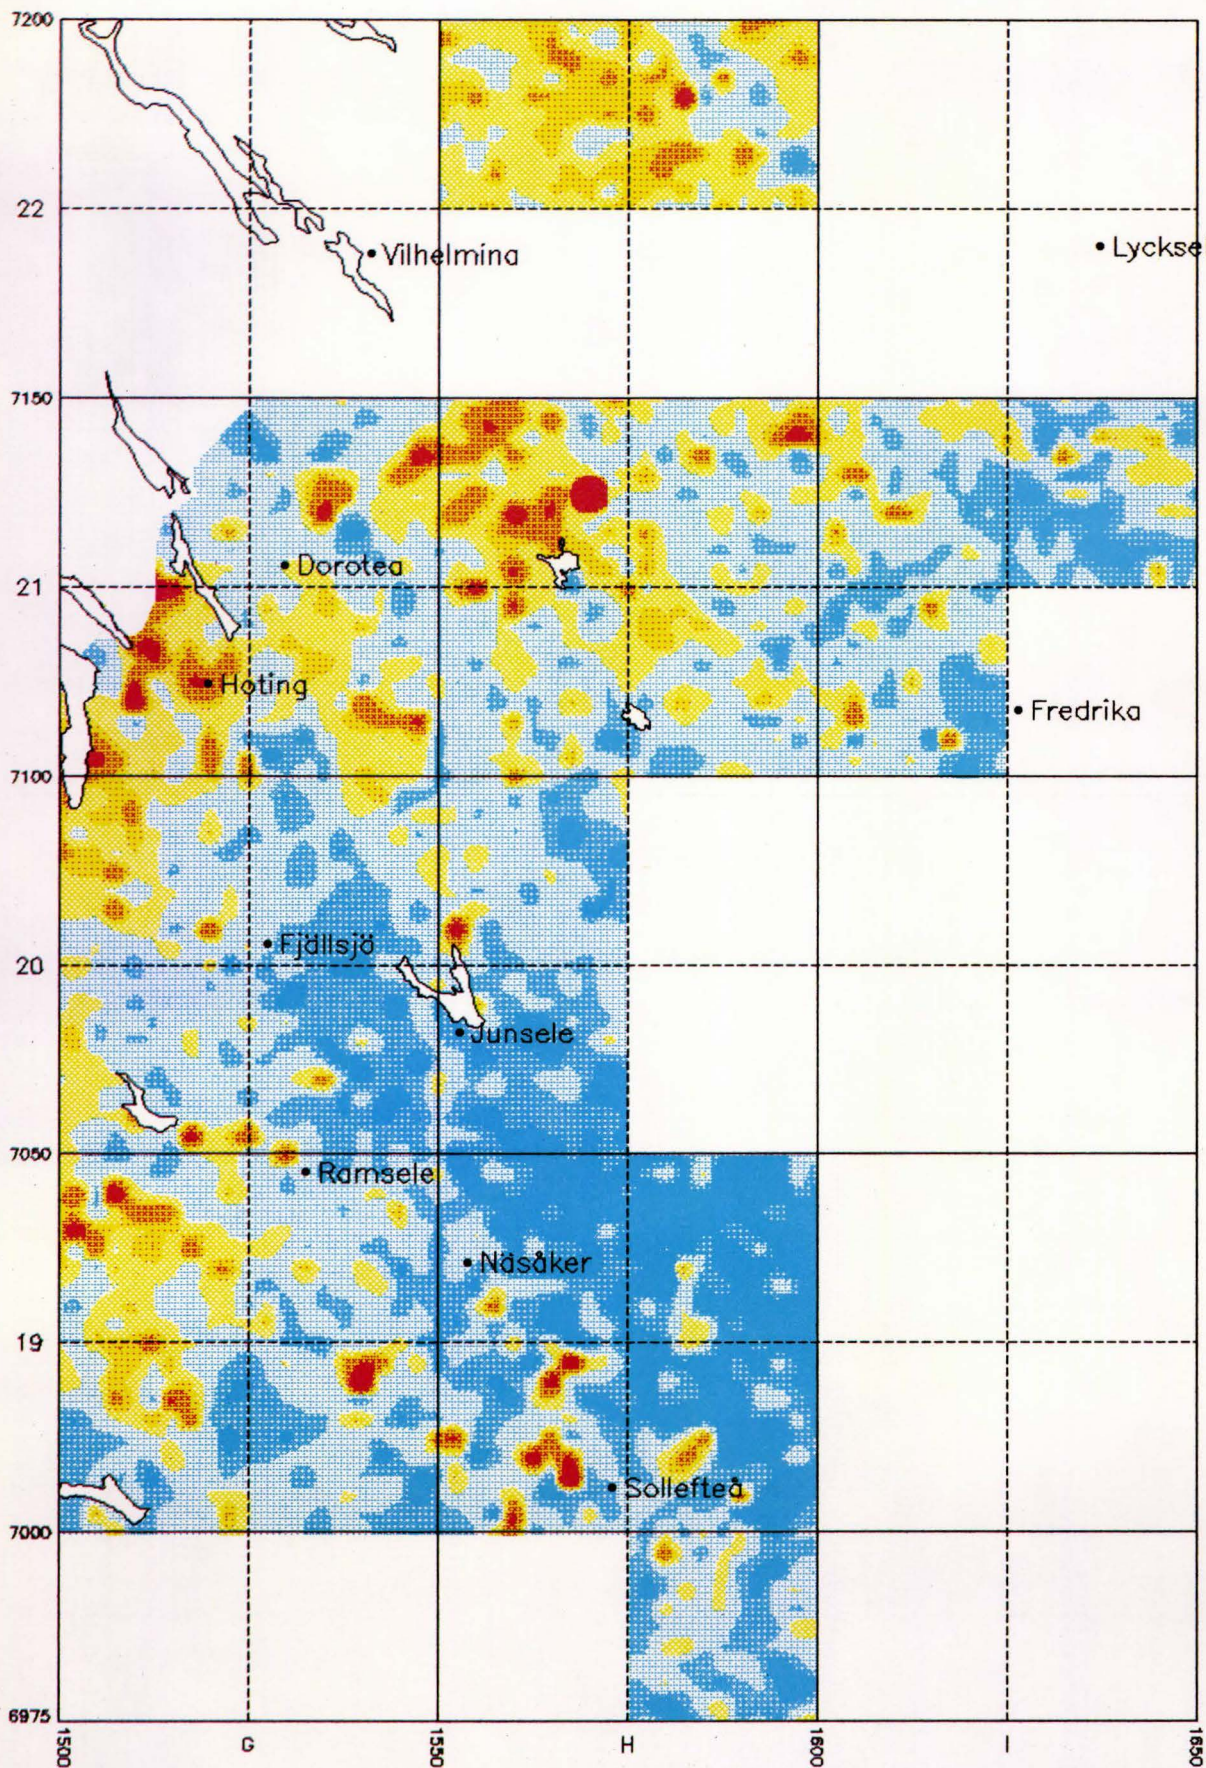 7200
22
Vilhelmina
Lyckse
7150
Dorotea
21
Hoting
Fredrika
7100
Fjällsjö
20
Junsele
7050
Ramsele
Näsåker
19
Sollefteå
7000
6975
1500
G
1550
H
1600
I
1650